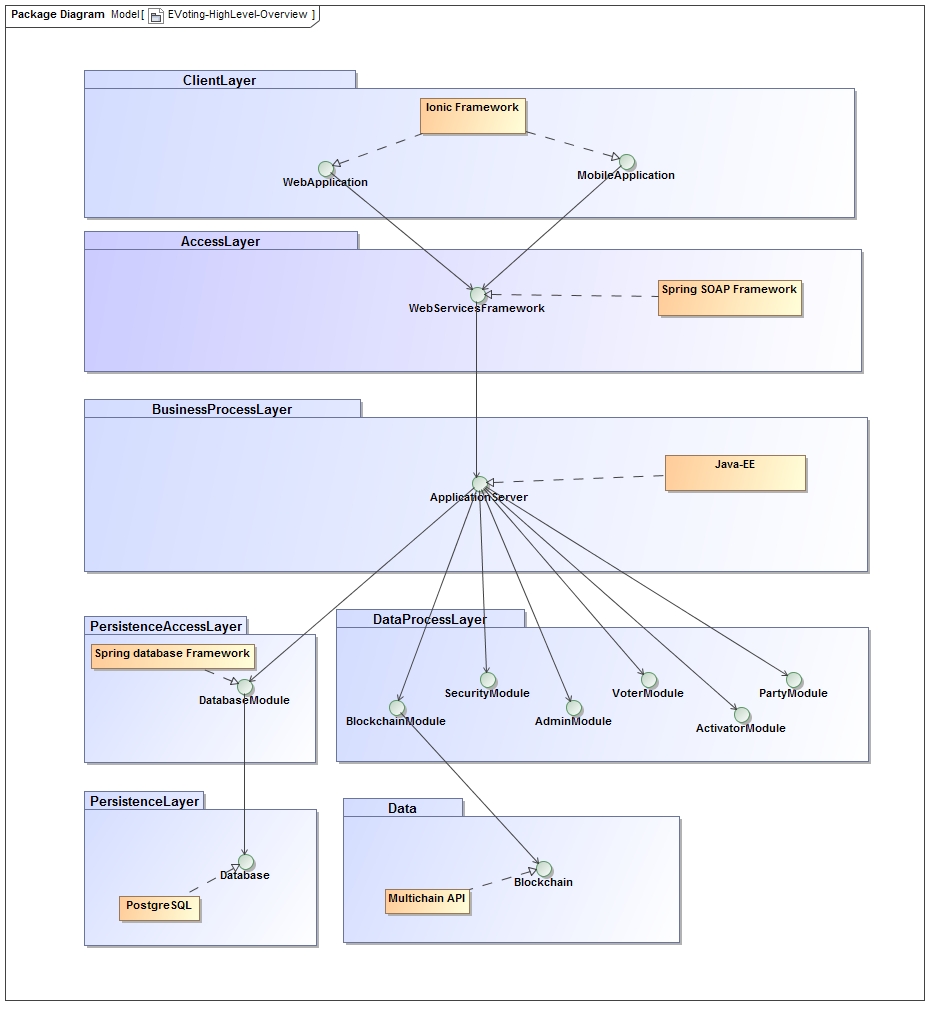 Package Diagram Model[ EVoting-HighLevel-Overview ]
ClientLayer
Ionic Framework
WebApplication
MobileApplication
AccessLayer
Spring SOAP Framework
WebServicesFramework
BusinessProcessLayer
Java-EE
ApplicationServer
PersistenceAccessLayer
Spring database Framework
DatabaseModule
DataProcessLayer
SecurityModule
VoterModule
PartyModule
BlockchainModule
AdminModule
ActivatorModule
PersistenceLayer
Database
PostgreSQL
Data
Blockchain
Multichain API